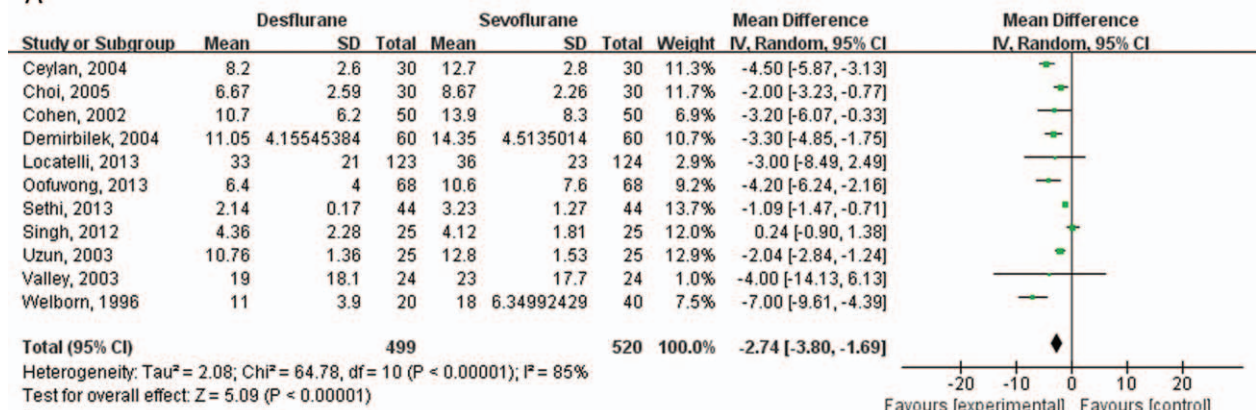 A
Desflurane Sevoflurane Mean Difference Mean Difference
Study or Subgroup Mean SD Total Mean SD Total Weight IV, Random, 95% CI IV, Random, 95% CI
Ceylan, 2004 8.2 2.6 30 12.7 2.8 30 11.3% -4.50 [-5.87, -3.13]
Choi, 2005 6.67 2.59 30 8.67 2.26 30 11.7% -2.00 [-3.23, -0.77]
Cohen, 2002 10.7 6.2 50 13.9 8.3 50 6.9% -3.20 [-6.07, -0.33]
Demirbilek, 2004 11.05 4.15545384 60 14.35 4.5135014 60 10.7% -3.30 [-4.85, -1.75]
Locatelli, 2013 33 21 123 36 23 124 2.9% -3.00 [-8.49, 2.49]
Oofuvong, 2013 6.4 4 68 10.6 7.6 68 9.2% -4.20 [-6.24, -2.16]
Sethi, 2013 2.14 0.17 44 3.23 1.27 44 13.7% -1.09 [-1.47, -0.71]
Singh, 2012 4.36 2.28 25 4.12 1.81 25 12.0% 0.24 [-0.90, 1.38]
Uzun, 2003 10.76 1.36 25 12.8 1.53 25 12.9% -2.04 [-2.84, -1.24]
Valley, 2003 19 18.1 24 23 17.7 24 1.0% -4.00 [-14.13, 6.13]
Welborn, 1996 11 3.9 20 18 6.34992429 40 7.5% -7.00 [-9.61, -4.39]
Total (95% CI) 499 520 100.0% -2.74 [-3.80, -1.69]
Heterogeneity: Tau² = 2.08; Chi² = 64.78, df = 10 (P < 0.00001); I² = 85%
Test for overall effect: Z = 5.09 (P < 0.00001)
-20 -10 0 10 20
Favours [experimental] Favours [control]